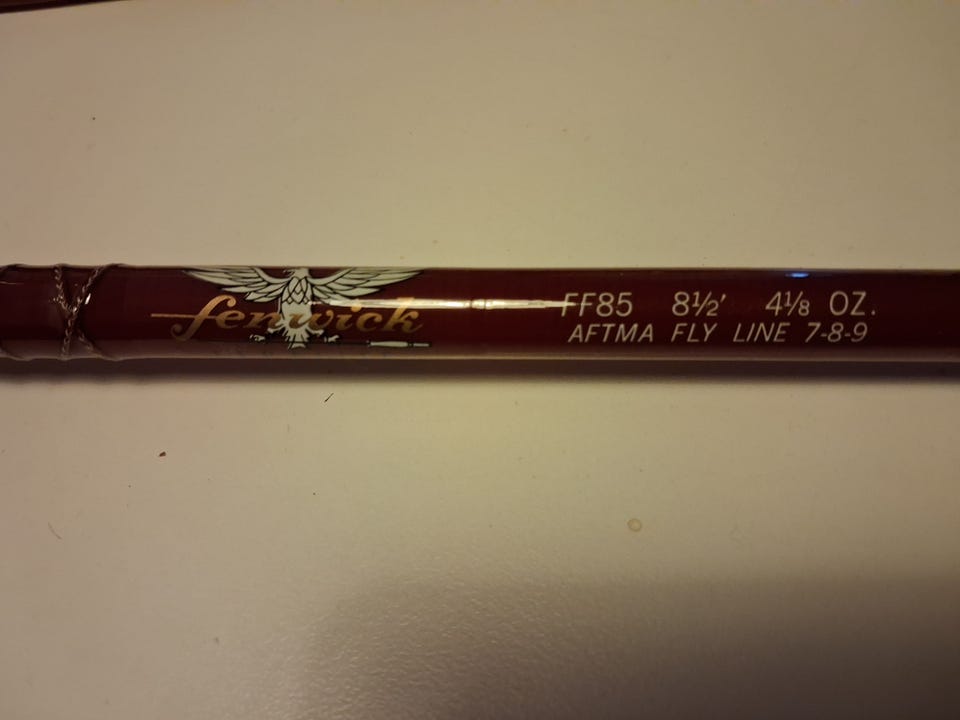 fenwick
FF85 8½' 4⅛ OZ.
AFTMA FLY LINE 7-8-9